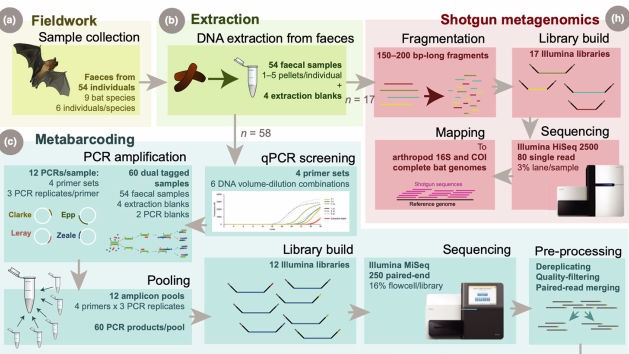 (a) Fieldwork
Sample collection
Faeces from
54 individuals
9 bat species
6 individuals/species
(b) Extraction
DNA extraction from faeces
54 faecal samples
1–5 pellets/individual
+
4 extraction blanks
n = 17
n = 58
Shotgun metagenomics (h)
Fragmentation
150–200 bp-long fragments
Library build
17 Illumina libraries
Mapping
To
arthropod 16S and COI
complete bat genomes
Shotgun sequences
Reference genome
Sequencing
Illumina HiSeq 2500
80 single read
3% lane/sample
(c) Metabarcoding
PCR amplification
12 PCRs/sample:
4 primer sets
3 PCR replicates/primer
Clarke
Epp
Leray
Zeale
60 dual tagged
samples
54 faecal samples
4 extraction blanks
2 PCR blanks
qPCR screening
4 primer sets
6 DNA volume-dilution combinations
Pooling
12 amplicon pools
4 primers x 3 PCR replicates
60 PCR products/pool
Library build
12 Illumina libraries
Sequencing
Illumina MiSeq
250 paired-end
16% flowcell/library
Pre-processing
Dereplicating
Quality-filtering
Paired-read merging